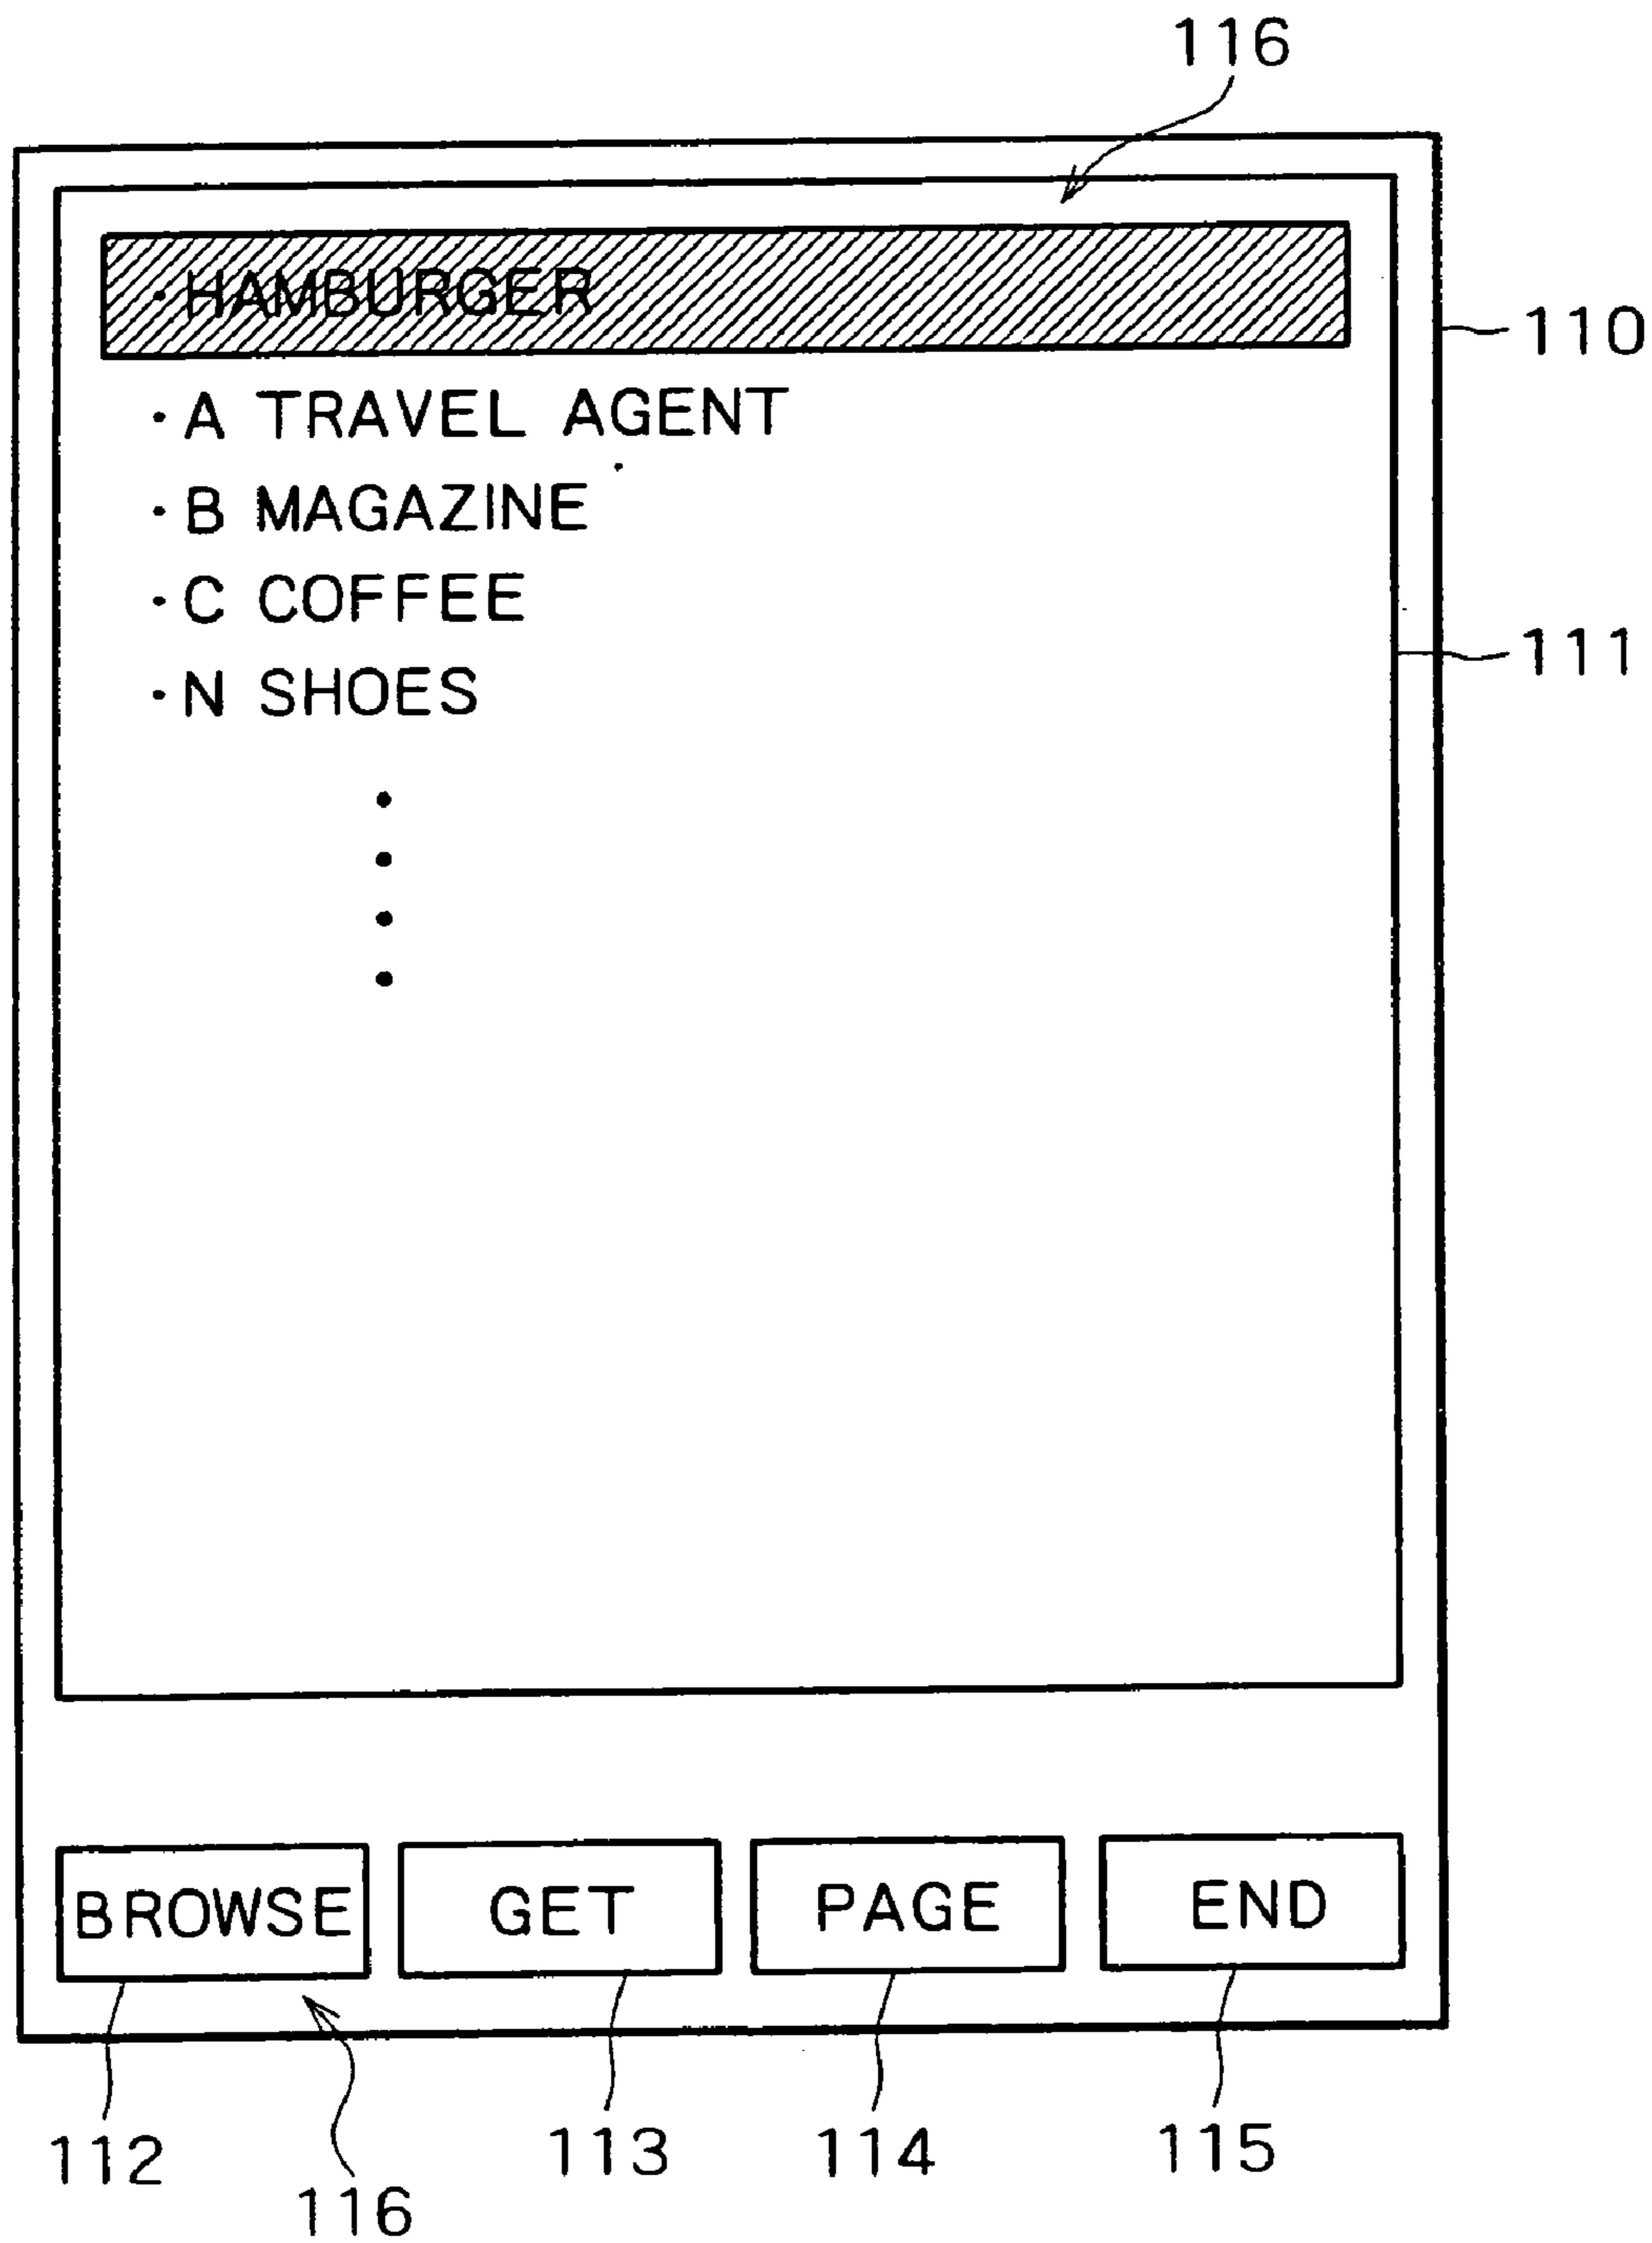 116
· HAMBURGER
110
· A TRAVEL AGENT
· B MAGAZINE
· C COFFEE
111
· N SHOES
BROWSE GET PAGE END
112 113 114 115
116